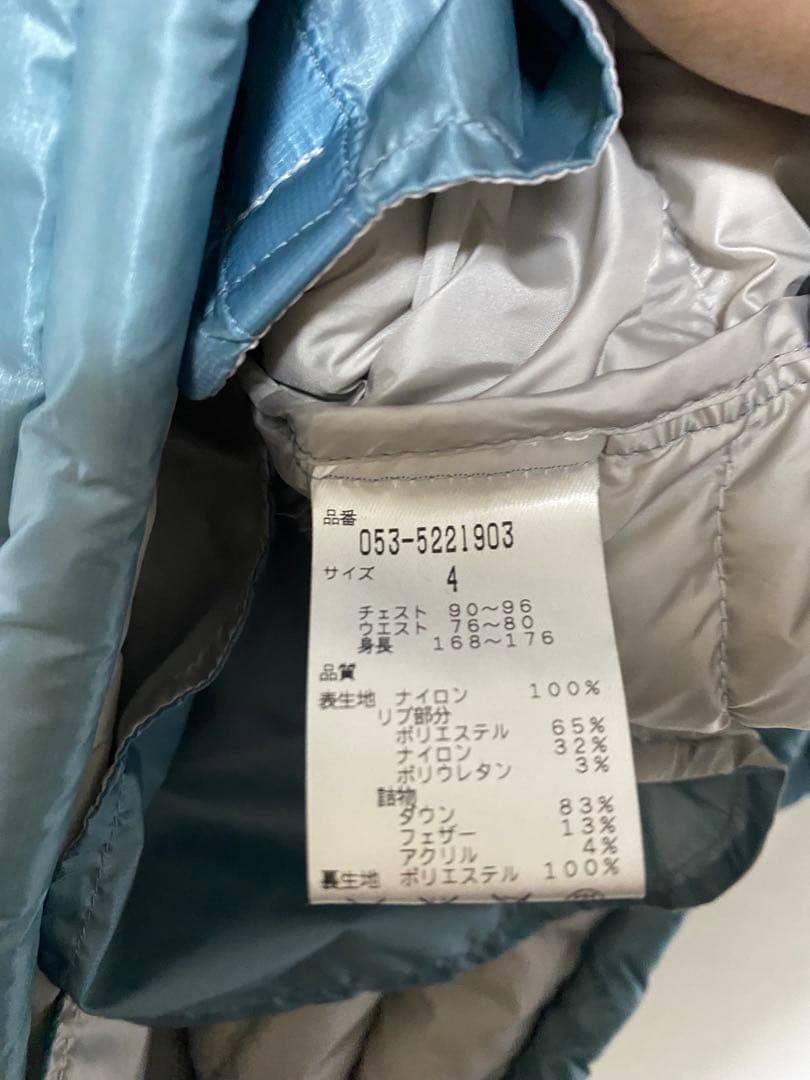 品番
053-5221903
サイズ 4
チェスト 90～96
ウエスト 76～80
身長 168～176
品質
表生地 ナイロン 100%
リブ部分
ポリエステル 65%
ナイロン 32%
ポリウレタン 3%
詰物
ダウン 83%
フェザー 13%
アクリル 4%
裏生地 ポリエステル 100%